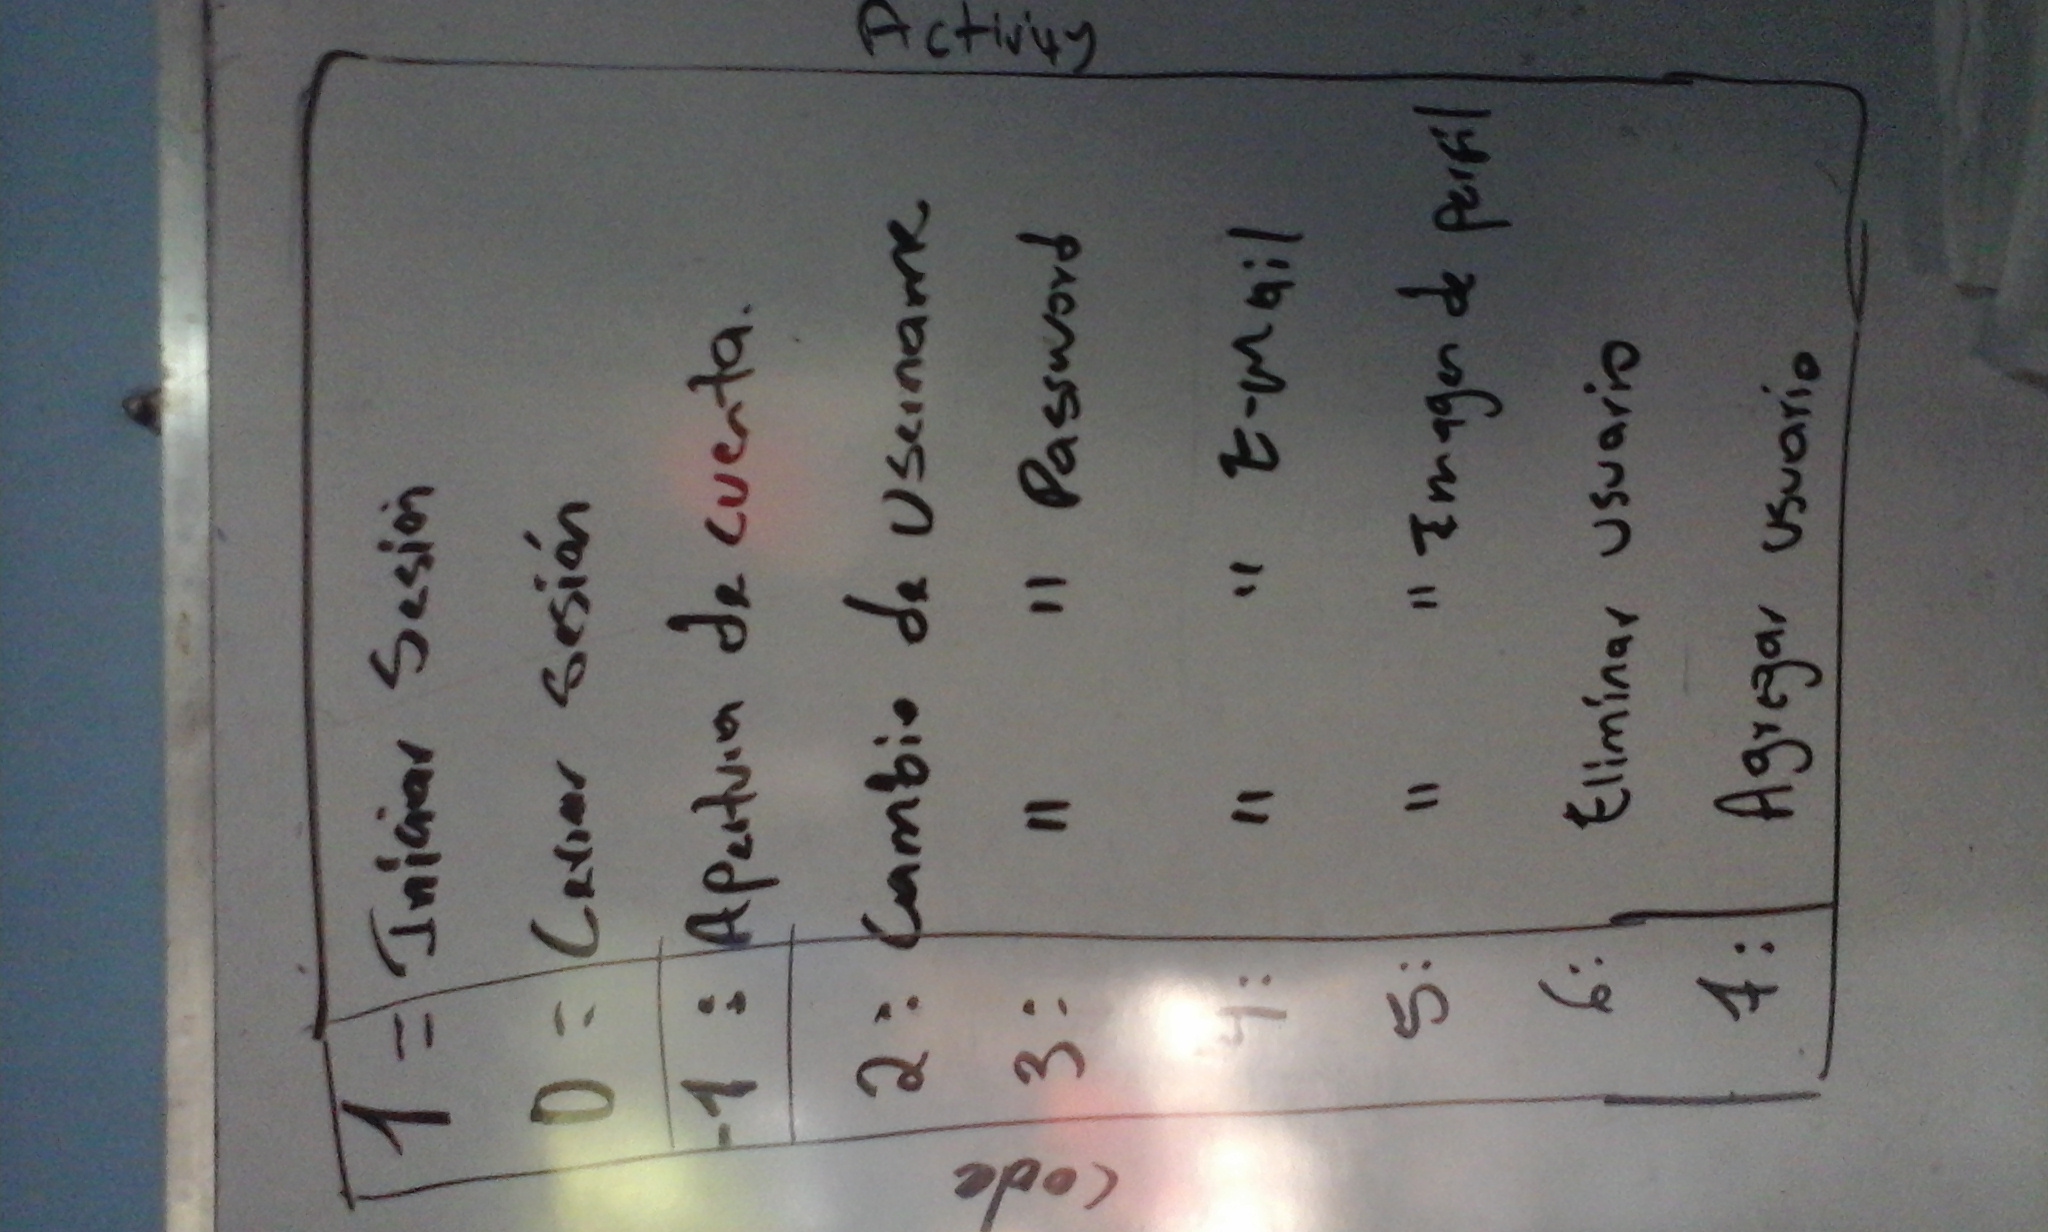 1 = Iniciar Sesión
0 = Cerrar Sesión
-1 : Apertura de cuenta.
2 : Cambio de Username
3 : " " Password
4 : " " E-Mail
5 : " " Imagen de perfil
6 : Eliminar usuario
7 : Agregar usuario
Code
Activiy